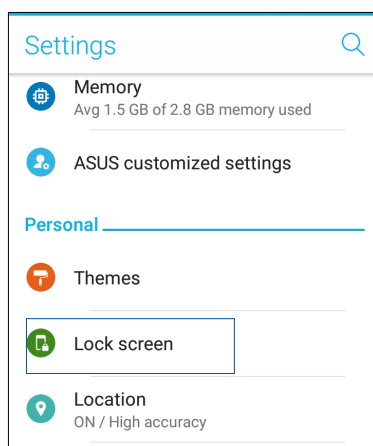 Settings
Memory
Avg 1.5 GB of 2.8 GB memory used
ASUS customized settings
Personal
Themes
Lock screen
Location
ON / High accuracy